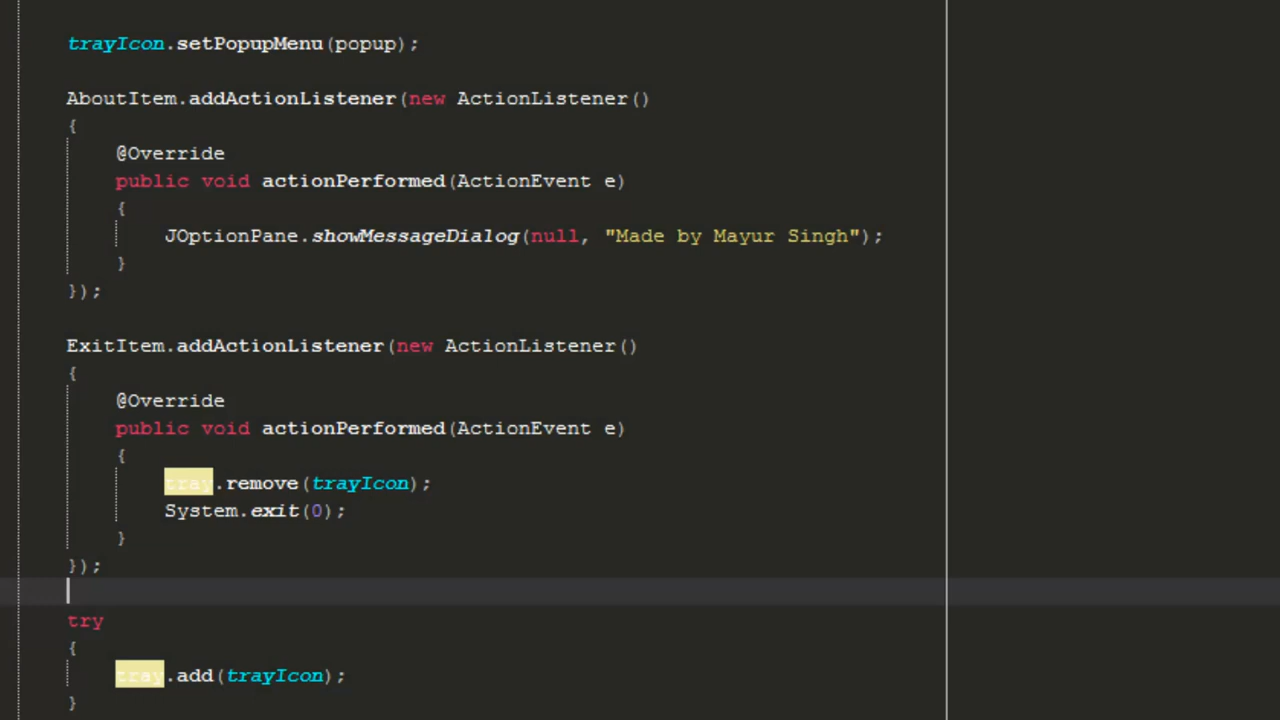 trayIcon.setPopupMenu(popup);
AboutItem.addActionListener(new ActionListener()
{
@Override
public void actionPerformed(ActionEvent e)
{
JOptionPane.showMessageDialog(null, "Made by Mayur Singh");
}
});
ExitItem.addActionListener(new ActionListener()
{
@Override
public void actionPerformed(ActionEvent e)
{
tray.remove(trayIcon);
System.exit(0);
}
});
try
{
tray.add(trayIcon);
}